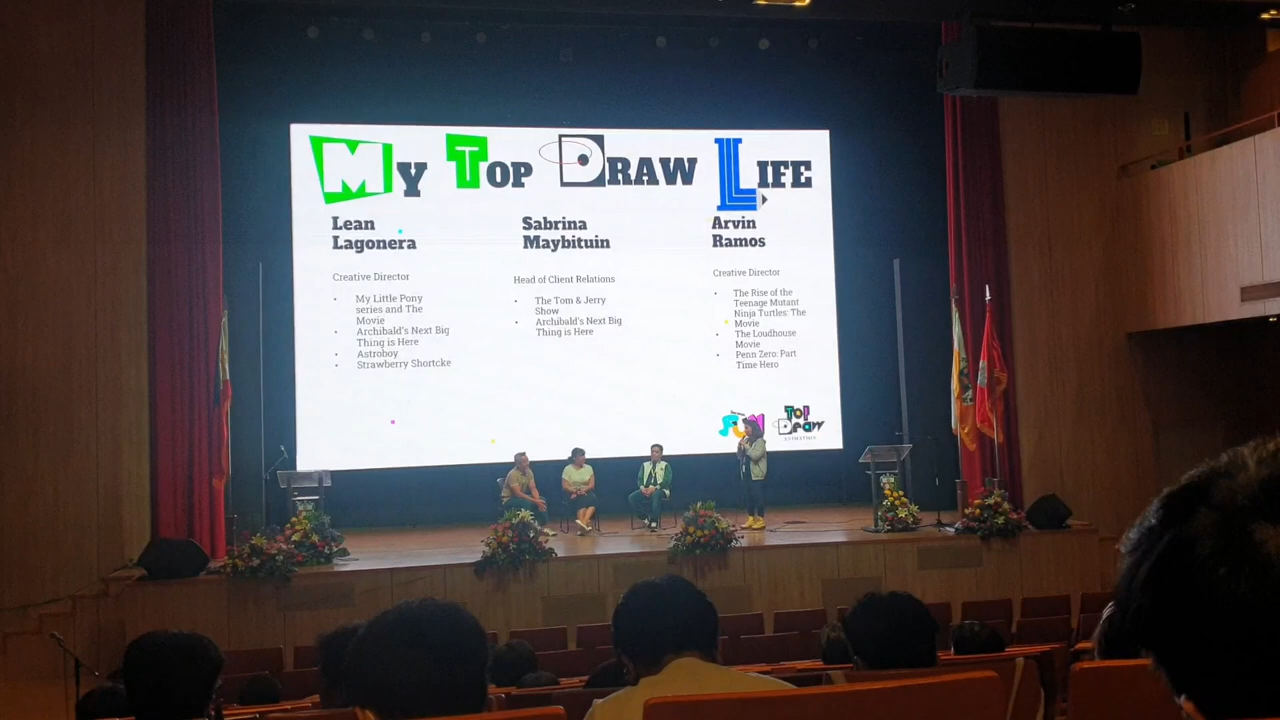 My Top Draw Life
Lean
Lagonera
Creative Director
• My Little Pony
series and The
Movie
• Archibald's Next Big
Thing is Here
• Astroboy
• Strawberry Shortcke
Sabrina
Maybituin
Head of Client Relations
• The Tom & Jerry
Show
• Archibald's Next Big
Thing is Here
Arvin
Ramos
Creative Director
• The Rise of the
Teenage Mutant
Ninja Turtles: The
Movie
• The Loudhouse
Movie
• Penn Zero: Part
Time Hero
Top
Draw
ANIMATION